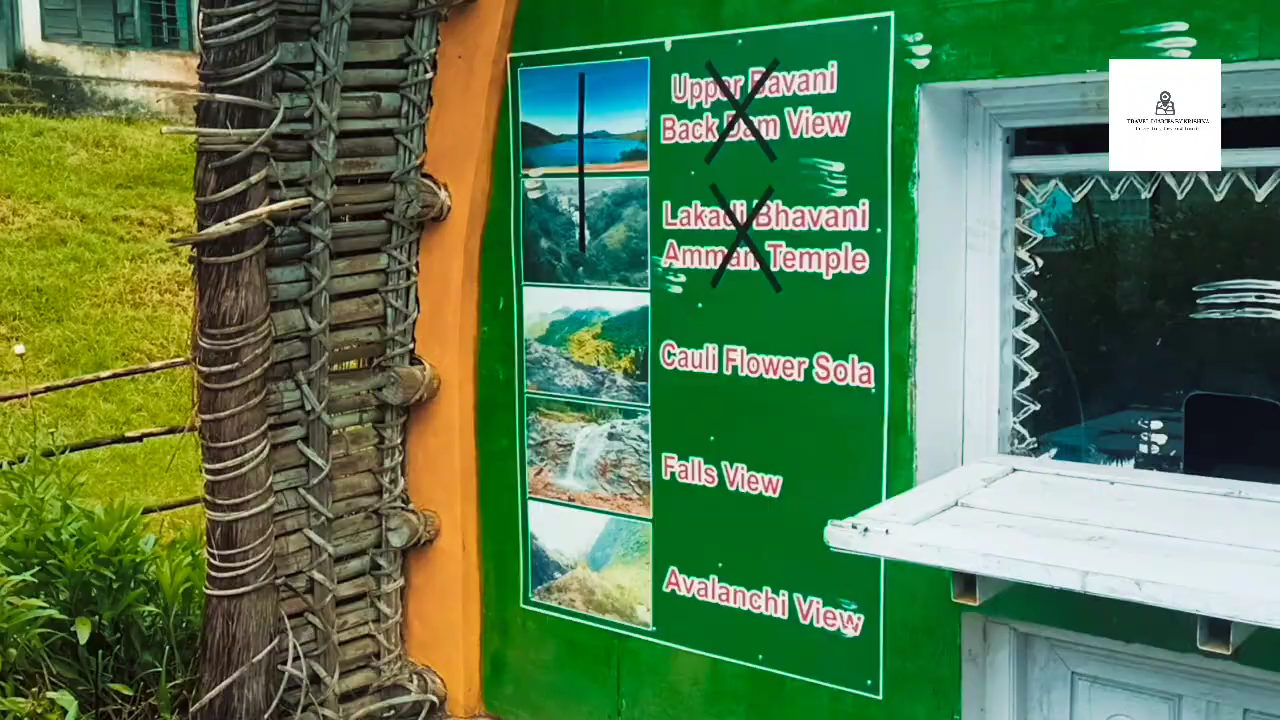 Upper Bavani
Back Dam View
Lakadi Bhavani
Amman Temple
Cauli Flower Sola
Falls View
Avalanchi View